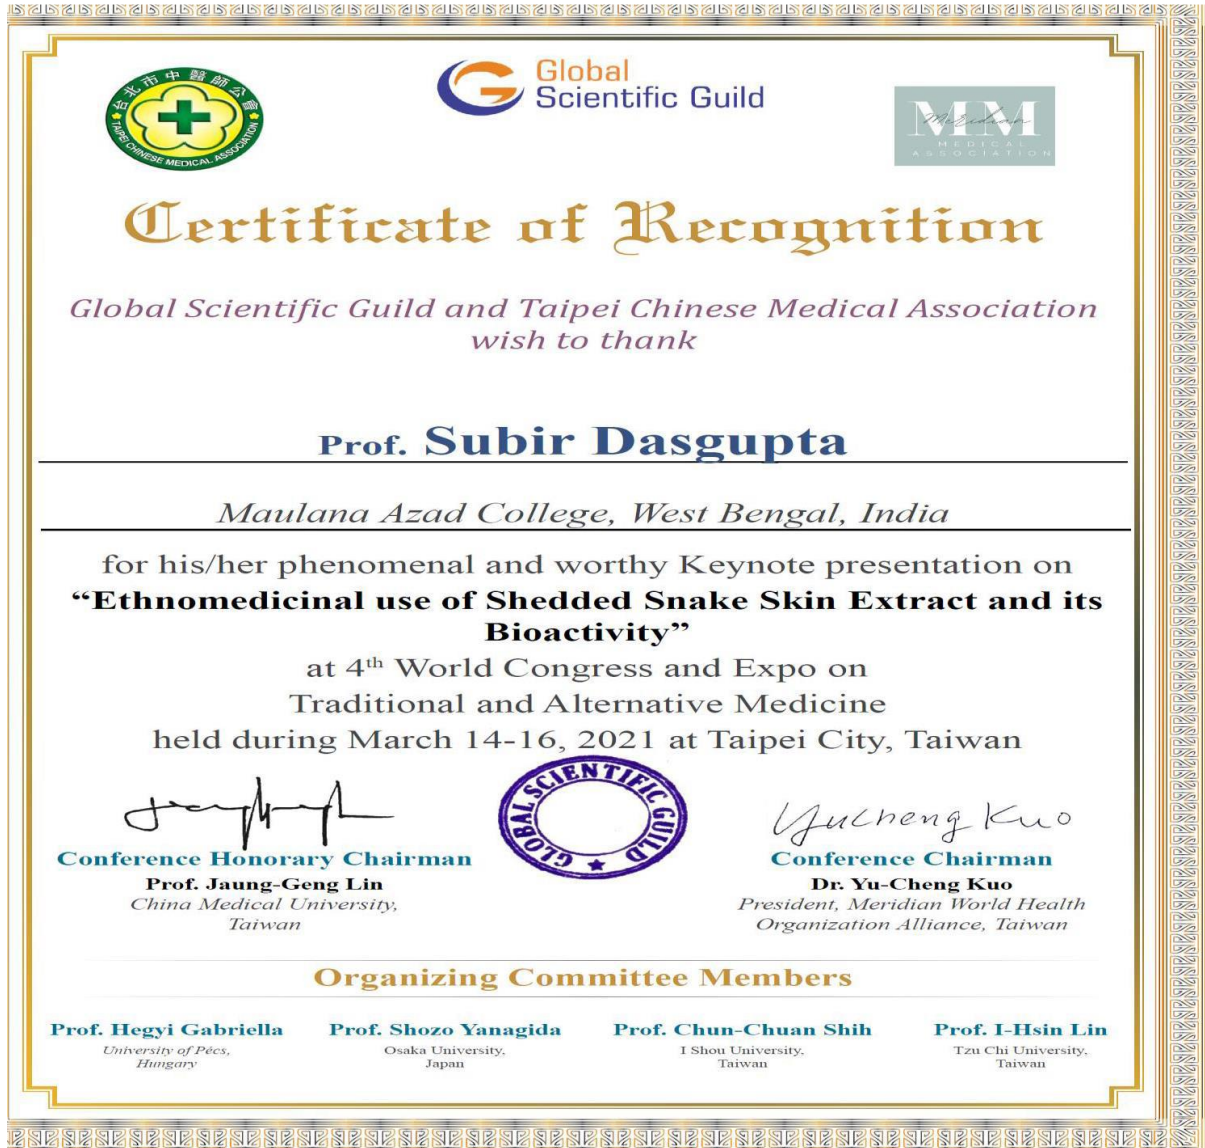 台北市中醫師公會
TAIPEI CHINESE MEDICAL ASSOCIATION
Global
Scientific Guild
MM
Meridian
MEDICAL
ASSOCIATION
Certificate of Recognition
Global Scientific Guild and Taipei Chinese Medical Association
wish to thank
Prof. Subir Dasgupta
Maulana Azad College, West Bengal, India
for his/her phenomenal and worthy Keynote presentation on
“Ethnomedicinal use of Shedded Snake Skin Extract and its
Bioactivity”
at 4th World Congress and Expo on
Traditional and Alternative Medicine
held during March 14-16, 2021 at Taipei City, Taiwan
GLOBAL SCIENTIFIC GUILD
Yucheng Kuo
Conference Honorary Chairman
Conference Chairman
Prof. Jaung-Geng Lin
Dr. Yu-Cheng Kuo
China Medical University,
President, Meridian World Health
Taiwan
Organization Alliance, Taiwan
Organizing Committee Members
Prof. Hegyi Gabriella
Prof. Shozo Yanagida
Prof. Chun-Chuan Shih
Prof. I-Hsin Lin
University of Pécs,
Osaka University,
I Shou University,
Tzu Chi University,
Hungary
Japan
Taiwan
Taiwan